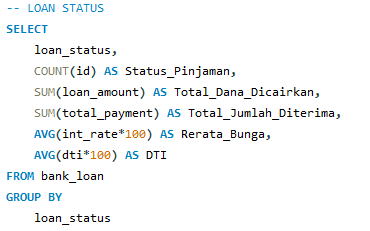 -- LOAN STATUS
SELECT
loan_status,
COUNT(id) AS Status_Pinjaman,
SUM(loan_amount) AS Total_Dana_Dicairkan,
SUM(total_payment) AS Total_Jumlah_Diterima,
AVG(int_rate*100) AS Rerata_Bunga,
AVG(dti*100) AS DTI
FROM bank_loan
GROUP BY
loan_status